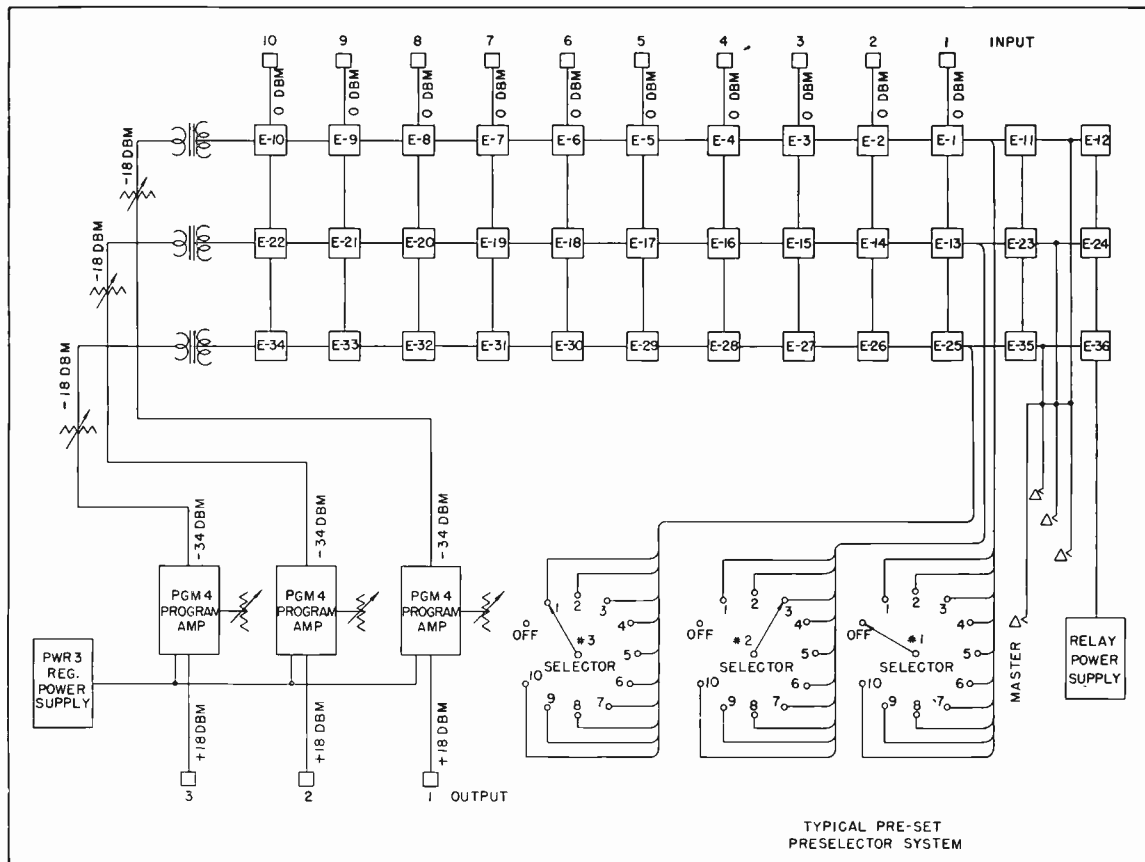 10 9 8 7 6 5 4 3 2 1 INPUT
0 DBM 0 DBM 0 DBM 0 DBM 0 DBM 0 DBM 0 DBM 0 DBM 0 DBM 0 DBM
E-10 E-9 E-8 E-7 E-6 E-5 E-4 E-3 E-2 E-1 E-11 E-12
-18 DBM
E-22 E-21 E-20 E-19 E-18 E-17 E-16 E-15 E-14 E-13 E-23 E-24
-18 DBM
E-34 E-33 E-32 E-31 E-30 E-29 E-28 E-27 E-26 E-25 E-35 E-36
-18 DBM
-34 DBM -34 DBM -34 DBM
PGM 4
PROGRAM
AMP
PGM 4
PROGRAM
AMP
PGM 4
PROGRAM
AMP
PWR 3
REG.
POWER
SUPPLY
+18 DBM +18 DBM +18 DBM
3 2 1 OUTPUT
1 2 3 4 5 6 7 8 9 10
OFF
#3
SELECTOR
1 2 3 4 5 6 7 8 9 10
OFF
#2
SELECTOR
1 2 3 4 5 6 7 8 9 10
OFF
#1
SELECTOR
MASTER
RELAY
POWER
SUPPLY
TYPICAL PRE-SET
PRESELECTOR SYSTEM